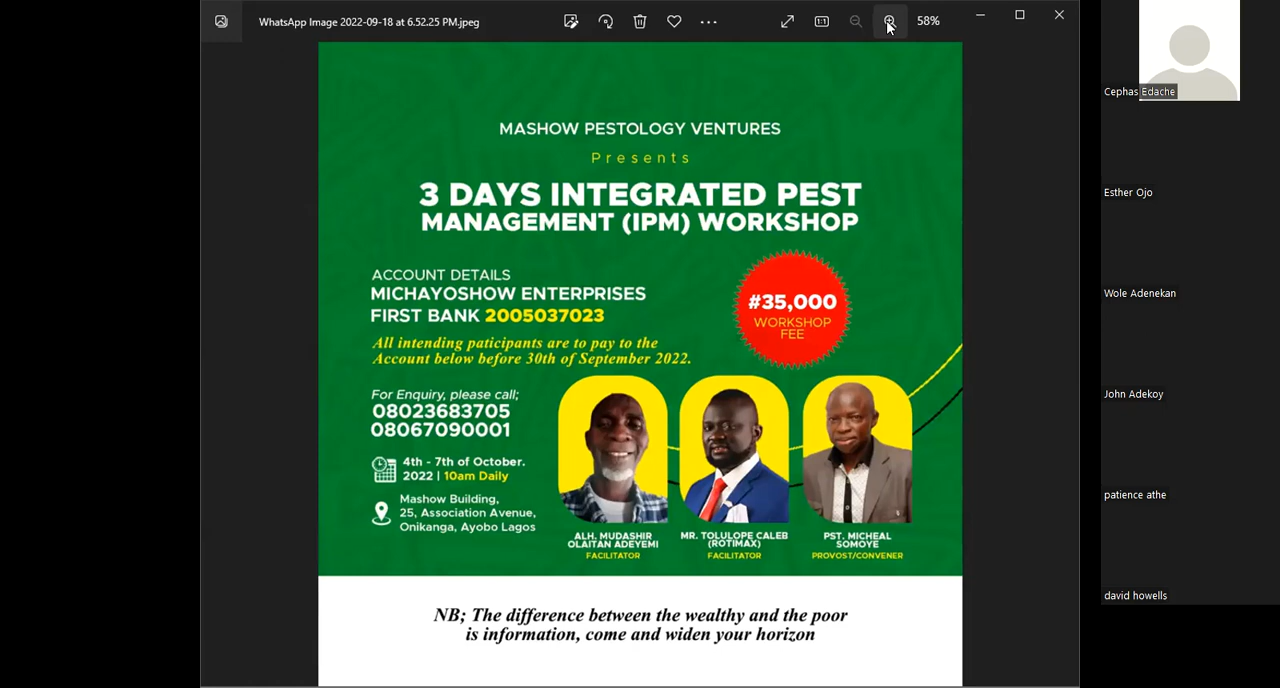 WhatsApp Image 2022-09-18 at 6.52.25 PM.jpeg
58%
MASHOW PESTOLOGY VENTURES
Presents
3 DAYS INTEGRATED PEST
MANAGEMENT (IPM) WORKSHOP
ACCOUNT DETAILS
MICHAYOSHOW ENTERPRISES
FIRST BANK 2005037023
All intending paticipants are to pay to the
Account below before 30th of September 2022.
#35,000
WORKSHOP
FEE
For Enquiry, please call;
08023683705
08067090001
4th - 7th of October.
2022 | 10am Daily
Mashow Building,
25, Association Avenue,
Onikanga, Ayobo Lagos
ALH. MUDASHIR
OLAITAN ADEYEMI
FACILITATOR
MR. TOLULOPE CALEB
(ROTIMAX)
FACILITATOR
PST. MICHEAL
SOMOYE
PROVOST/CONVENER
NB; The difference between the wealthy and the poor
is information, come and widen your horizon
Cephas Edache
Esther Ojo
Wole Adenekan
John Adekoy
patience athe
david howells